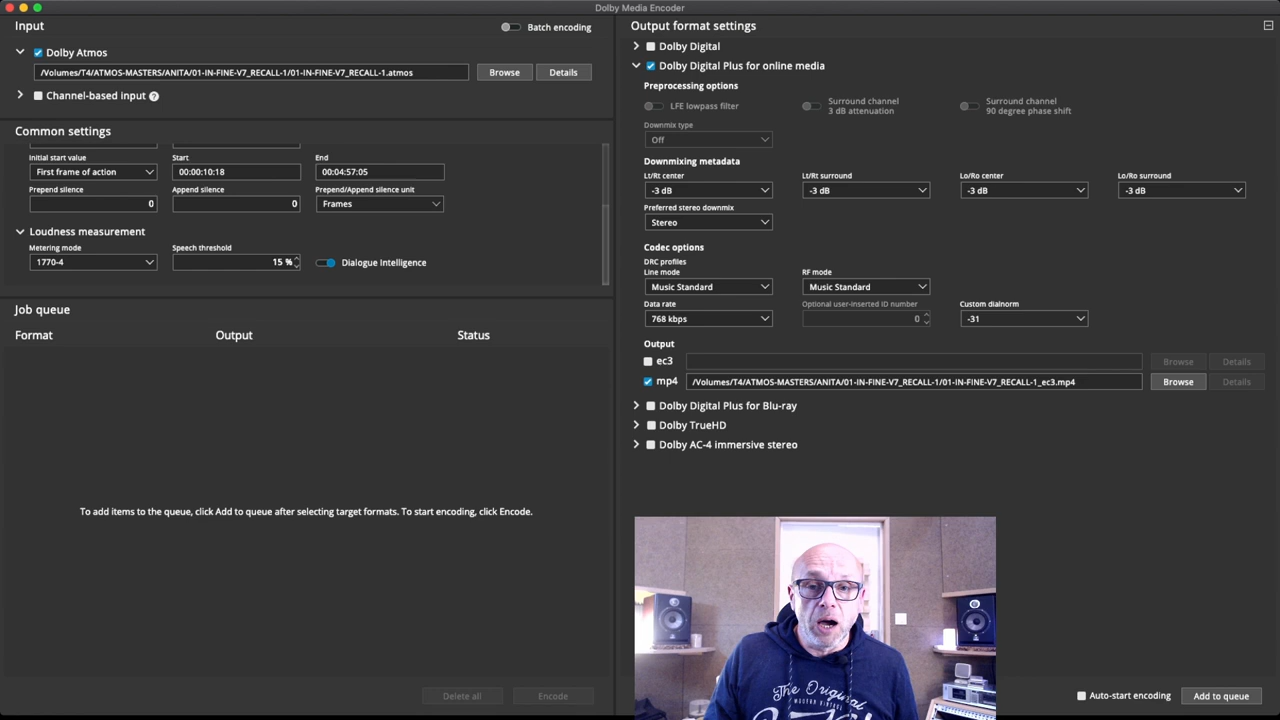 Dolby Media Encoder
Input
Batch encoding
Dolby Atmos
/Volumes/T4/ATMOS-MASTERS/ANITA/01-IN-FINE-V7_RECALL-1/01-IN-FINE-V7_RECALL-1.atmos
Browse
Details
Channel-based input ?
Common settings
Initial start value
Start
End
First frame of action
00:00:10:18
00:04:57:05
Prepend silence
Append silence
Prepend/Append silence unit
0
0
Frames
Loudness measurement
Metering mode
Speech threshold
1770-4
15 %
Dialogue Intelligence
Job queue
Format
Output
Status
To add items to the queue, click Add to queue after selecting target formats. To start encoding, click Encode.
Delete all
Encode
Output format settings
Dolby Digital
Dolby Digital Plus for online media
Preprocessing options
LFE lowpass filter
Surround channel
3 dB attenuation
Surround channel
90 degree phase shift
Downmix type
Off
Downmixing metadata
Lt/Rt center
Lt/Rt surround
Lo/Ro center
Lo/Ro surround
-3 dB
-3 dB
-3 dB
-3 dB
Preferred stereo downmix
Stereo
Codec options
DRC profiles
Line mode
RF mode
Music Standard
Music Standard
Data rate
Optional user-inserted ID number
Custom dialnorm
768 kbps
0
-31
Output
ec3
Browse
Details
mp4
/Volumes/T4/ATMOS-MASTERS/ANITA/01-IN-FINE-V7_RECALL-1/01-IN-FINE-V7_RECALL-1_ec3.mp4
Browse
Details
Dolby Digital Plus for Blu-ray
Dolby TrueHD
Dolby AC-4 immersive stereo
The Original
MODERN VINTAGE
Auto-start encoding
Add to queue